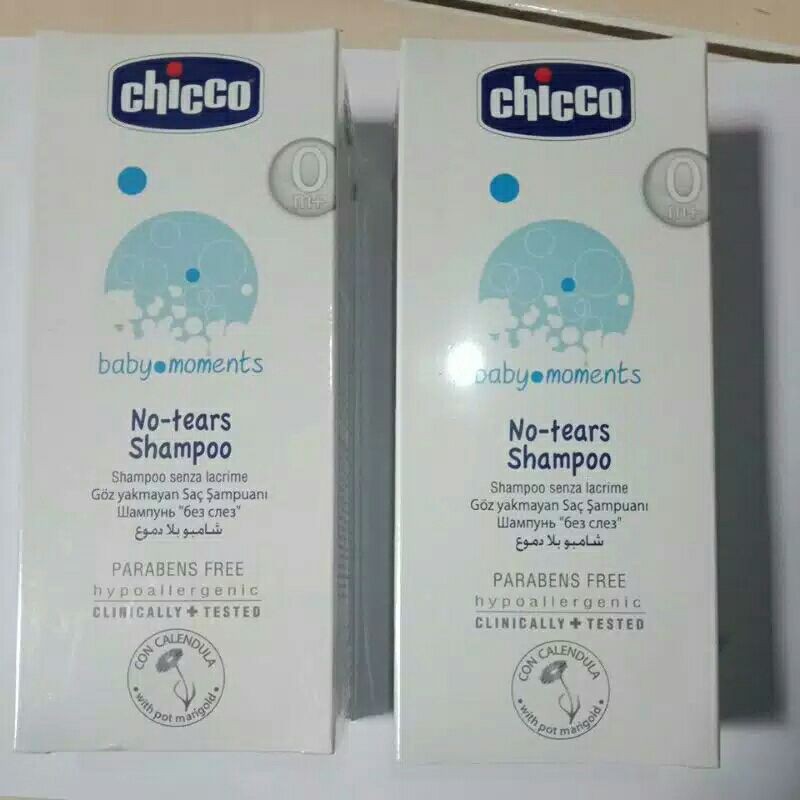 chicco
0
m+
baby moments
No-tears
Shampoo
Shampoo senza lacrime
Göz yakmayan Saç Şampuanı
Шампунь "без слез"
شامبو بلا دموع
PARABENS FREE
hypoallergenic
CLINICALLY + TESTED
CON CALENDULA
• with pot marigold •
chicco
0
m+
baby moments
No-tears
Shampoo
Shampoo senza lacrime
Göz yakmayan Saç Şampuanı
Шампунь "без слез"
شامبو بلا دموع
PARABENS FREE
hypoallergenic
CLINICALLY + TESTED
CON CALENDULA
• with pot marigold •